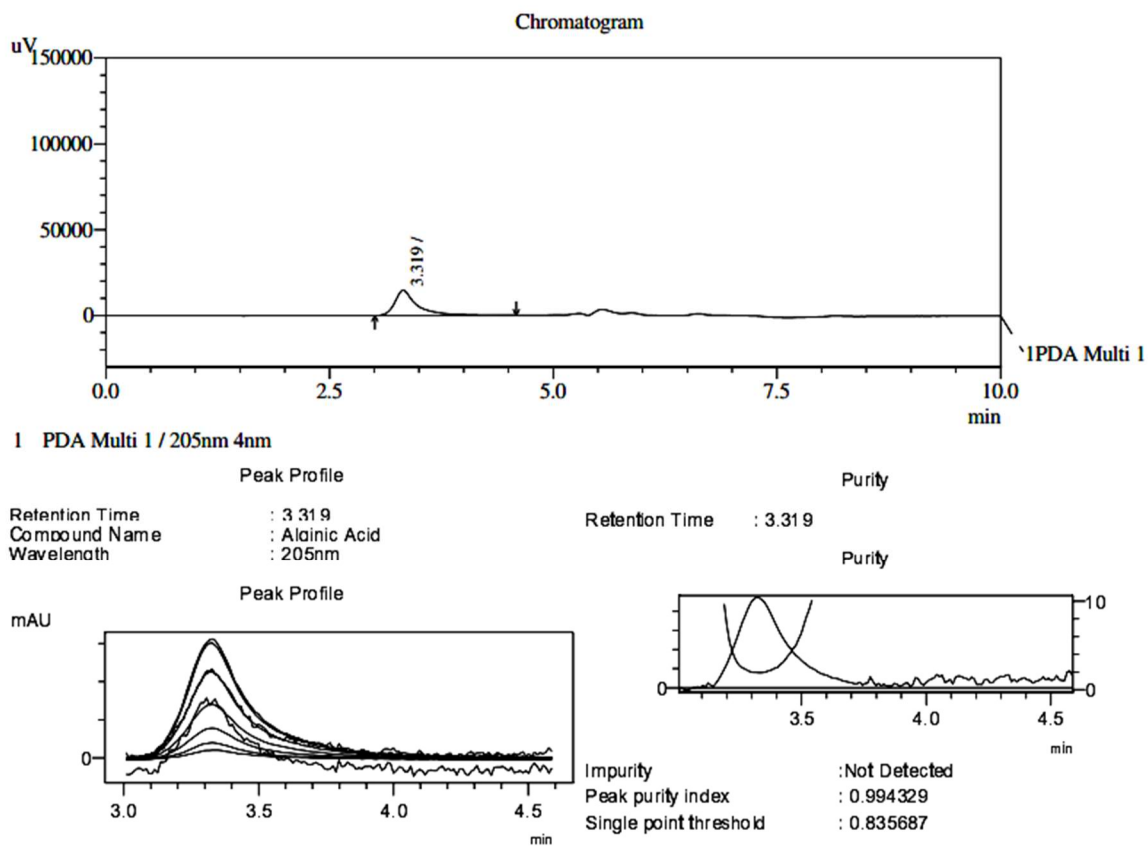 Chromatogram
uV
150000
100000
50000
0
3.319 /
1PDA Multi 1
0.0 2.5 5.0 7.5 10.0
min
1 PDA Multi 1 / 205nm 4nm
Peak Profile
Retention Time : 3.319
Compound Name : Alginic Acid
Wavelength : 205nm
Peak Profile
mAU
0
3.0 3.5 4.0 4.5
min
Purity
Retention Time : 3.319
Purity
10
0 0
3.5 4.0 4.5
min
Impurity :Not Detected
Peak purity index : 0.994329
Single point threshold : 0.835687